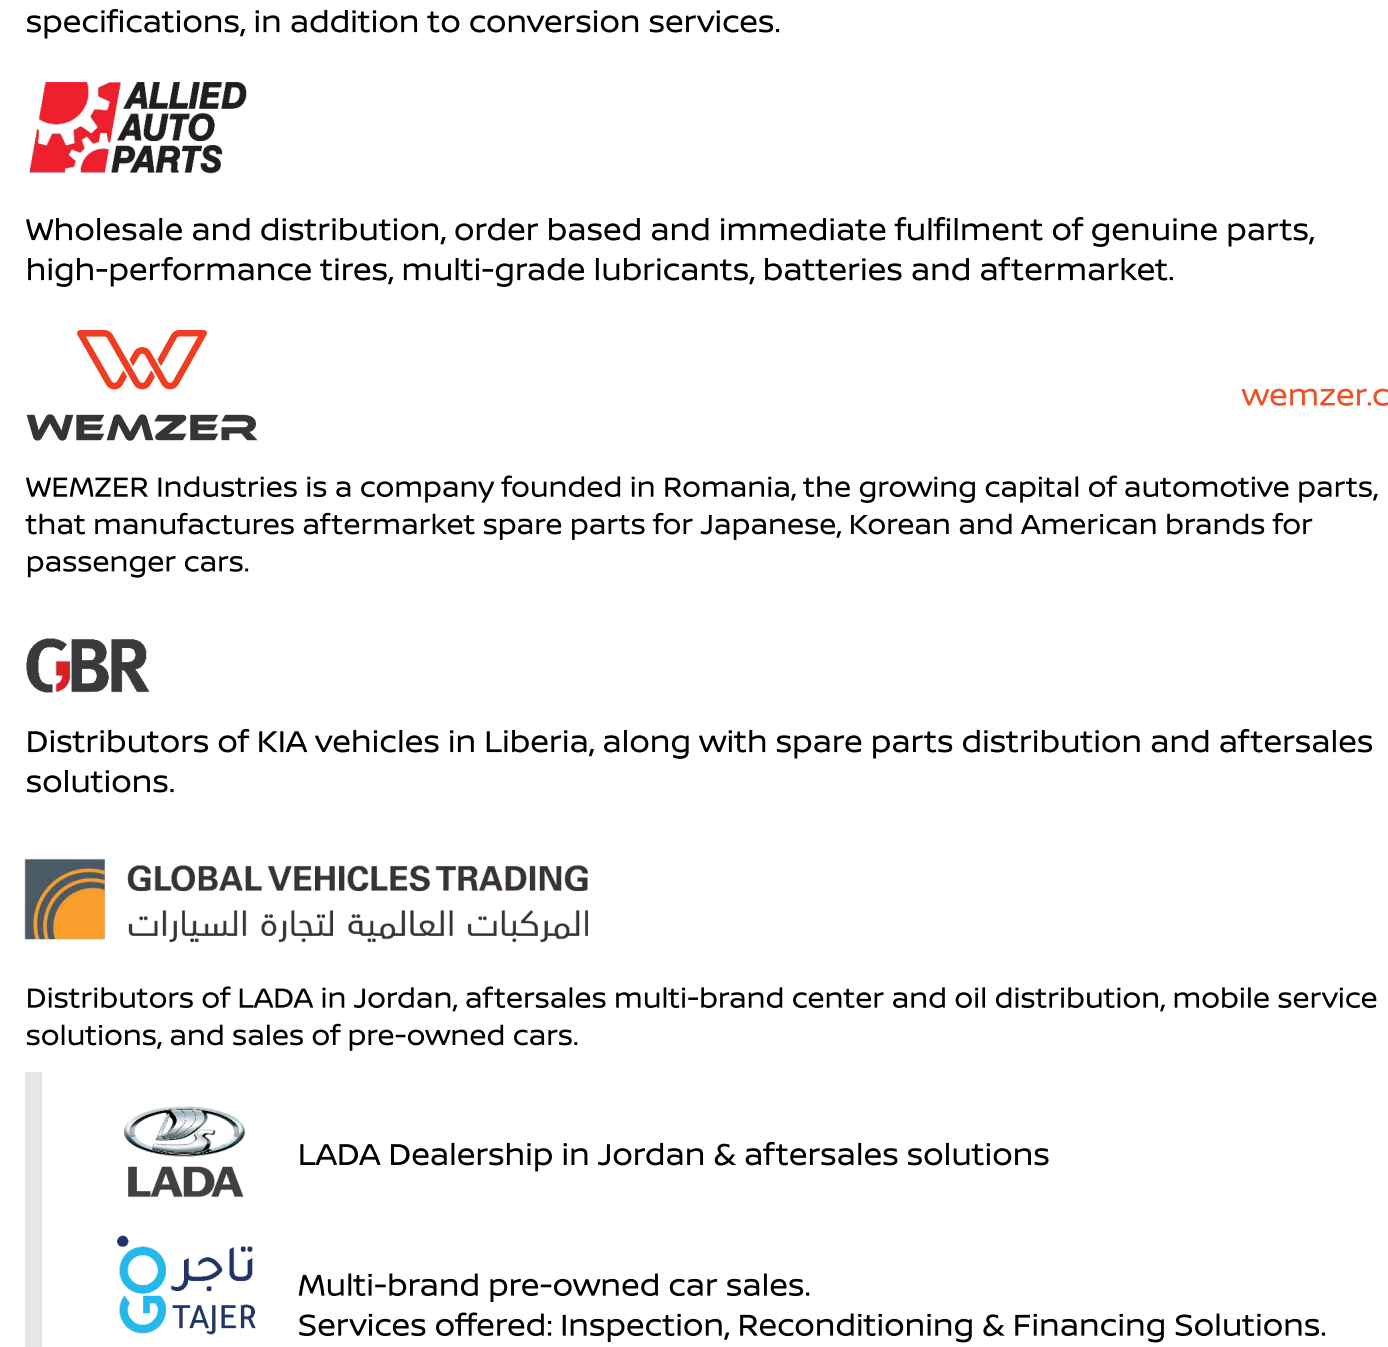 specifications, in addition to conversion services.
ALLIED
AUTO
PARTS
Wholesale and distribution, order based and immediate fulfilment of genuine parts,
high-performance tires, multi-grade lubricants, batteries and aftermarket.
wemzer.c
WEMZER
WEMZER Industries is a company founded in Romania, the growing capital of automotive parts,
that manufactures aftermarket spare parts for Japanese, Korean and American brands for
passenger cars.
GBR
Distributors of KIA vehicles in Liberia, along with spare parts distribution and aftersales
solutions.
GLOBAL VEHICLES TRADING
المركبات العالمية لتجارة السيارات
Distributors of LADA in Jordan, aftersales multi-brand center and oil distribution, mobile service
solutions, and sales of pre-owned cars.
LADA
LADA Dealership in Jordan & aftersales solutions
تاجر
GO TAJER
Multi-brand pre-owned car sales.
Services offered: Inspection, Reconditioning & Financing Solutions.